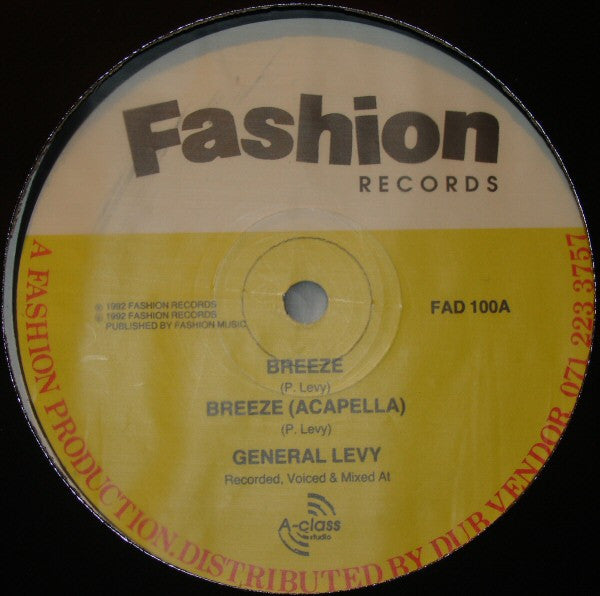 Fashion
RECORDS
℗ 1992 FASHION RECORDS
© 1992 FASHION RECORDS
PUBLISHED BY FASHION MUSIC
FAD 100A
BREEZE
(P. Levy)
BREEZE (ACAPELLA)
(P. Levy)
GENERAL LEVY
Recorded, Voiced & Mixed At
A-class
studio
A FASHION PRODUCTION. DISTRIBUTED BY DUB VENDOR 071 223 3757